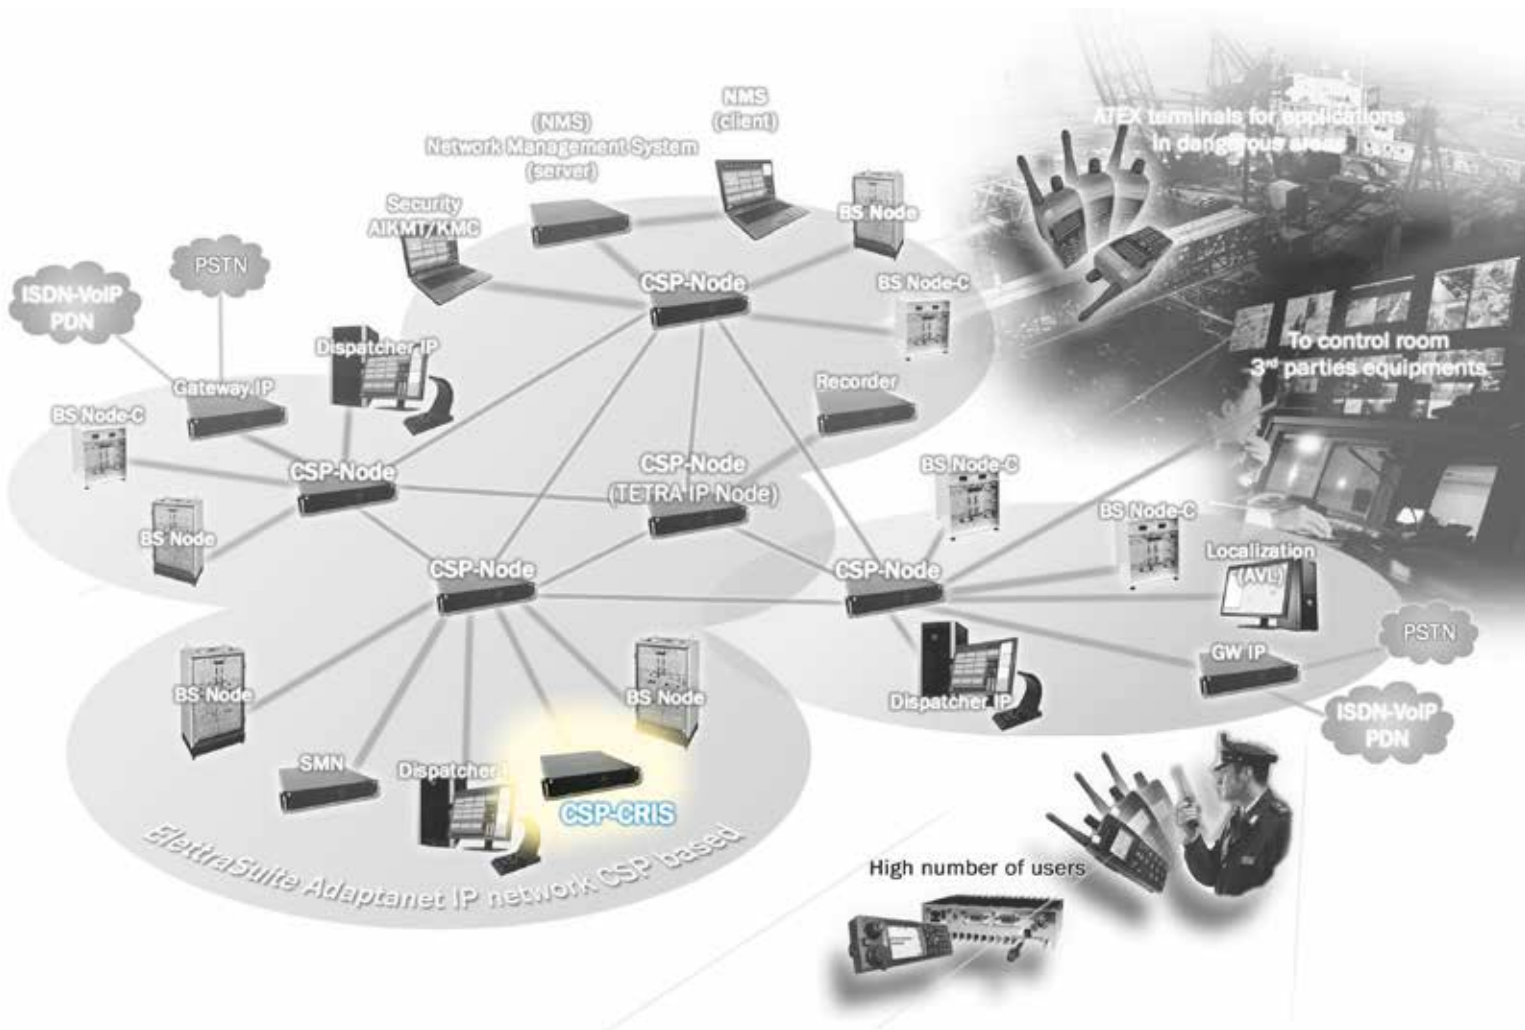 NMS
(client)
(NMS)
Network Management System
(server)
ATEX terminals for applications
in dangerous areas
Security
AIKMT/KMC
BS Node
PSTN
ISDN-VoIP
PDN
CSP-Node
BS Node-C
Dispatcher IP
To control room
3rd parties equipments
Gateway IP
Recorder
BS Node-C
CSP-Node
CSP-Node
(TETRA IP Node)
BS Node-C
BS Node-C
BS Node
Localization
(AVL)
CSP-Node
CSP-Node
PSTN
GW IP
BS Node
BS Node
Dispatcher IP
ISDN-VoIP
PDN
SMN
Dispatcher
CSP-CRIS
ElettraSuite Adaptanet IP network CSP based
High number of users